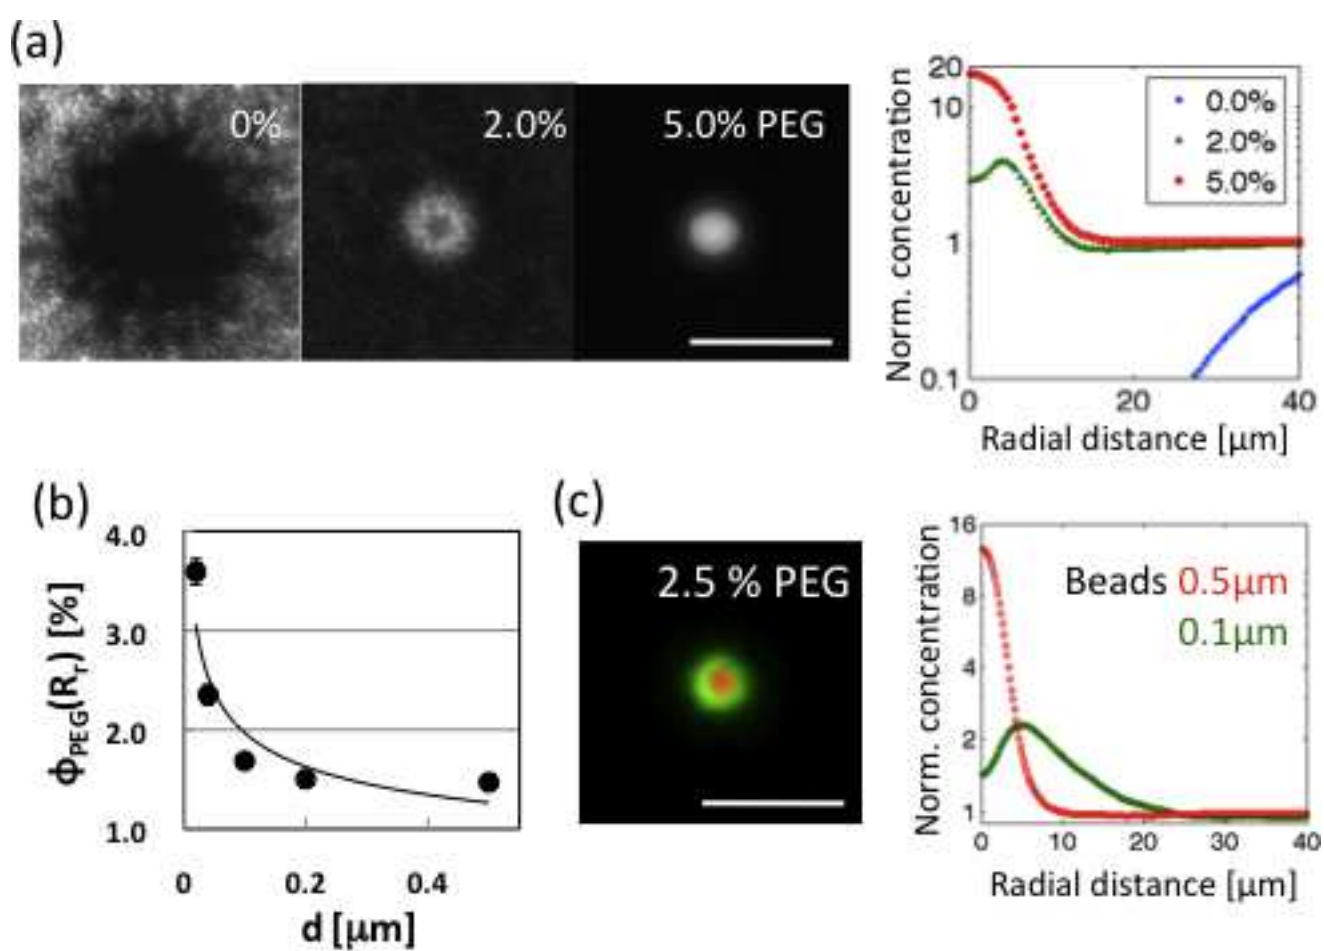 (a)
0%
2.0%
5.0% PEG
Norm. concentration
20
10
1
0.1
0.0%
2.0%
5.0%
0
20
40
Radial distance [μm]
(b)
ϕPEG(Rr) [%]
4.0
3.0
2.0
1.0
0
0.2
0.4
d [μm]
(c)
2.5 % PEG
Norm. concentration
16
8
4
2
1
Beads 0.5μm
0.1μm
0
10
20
30
40
Radial distance [μm]